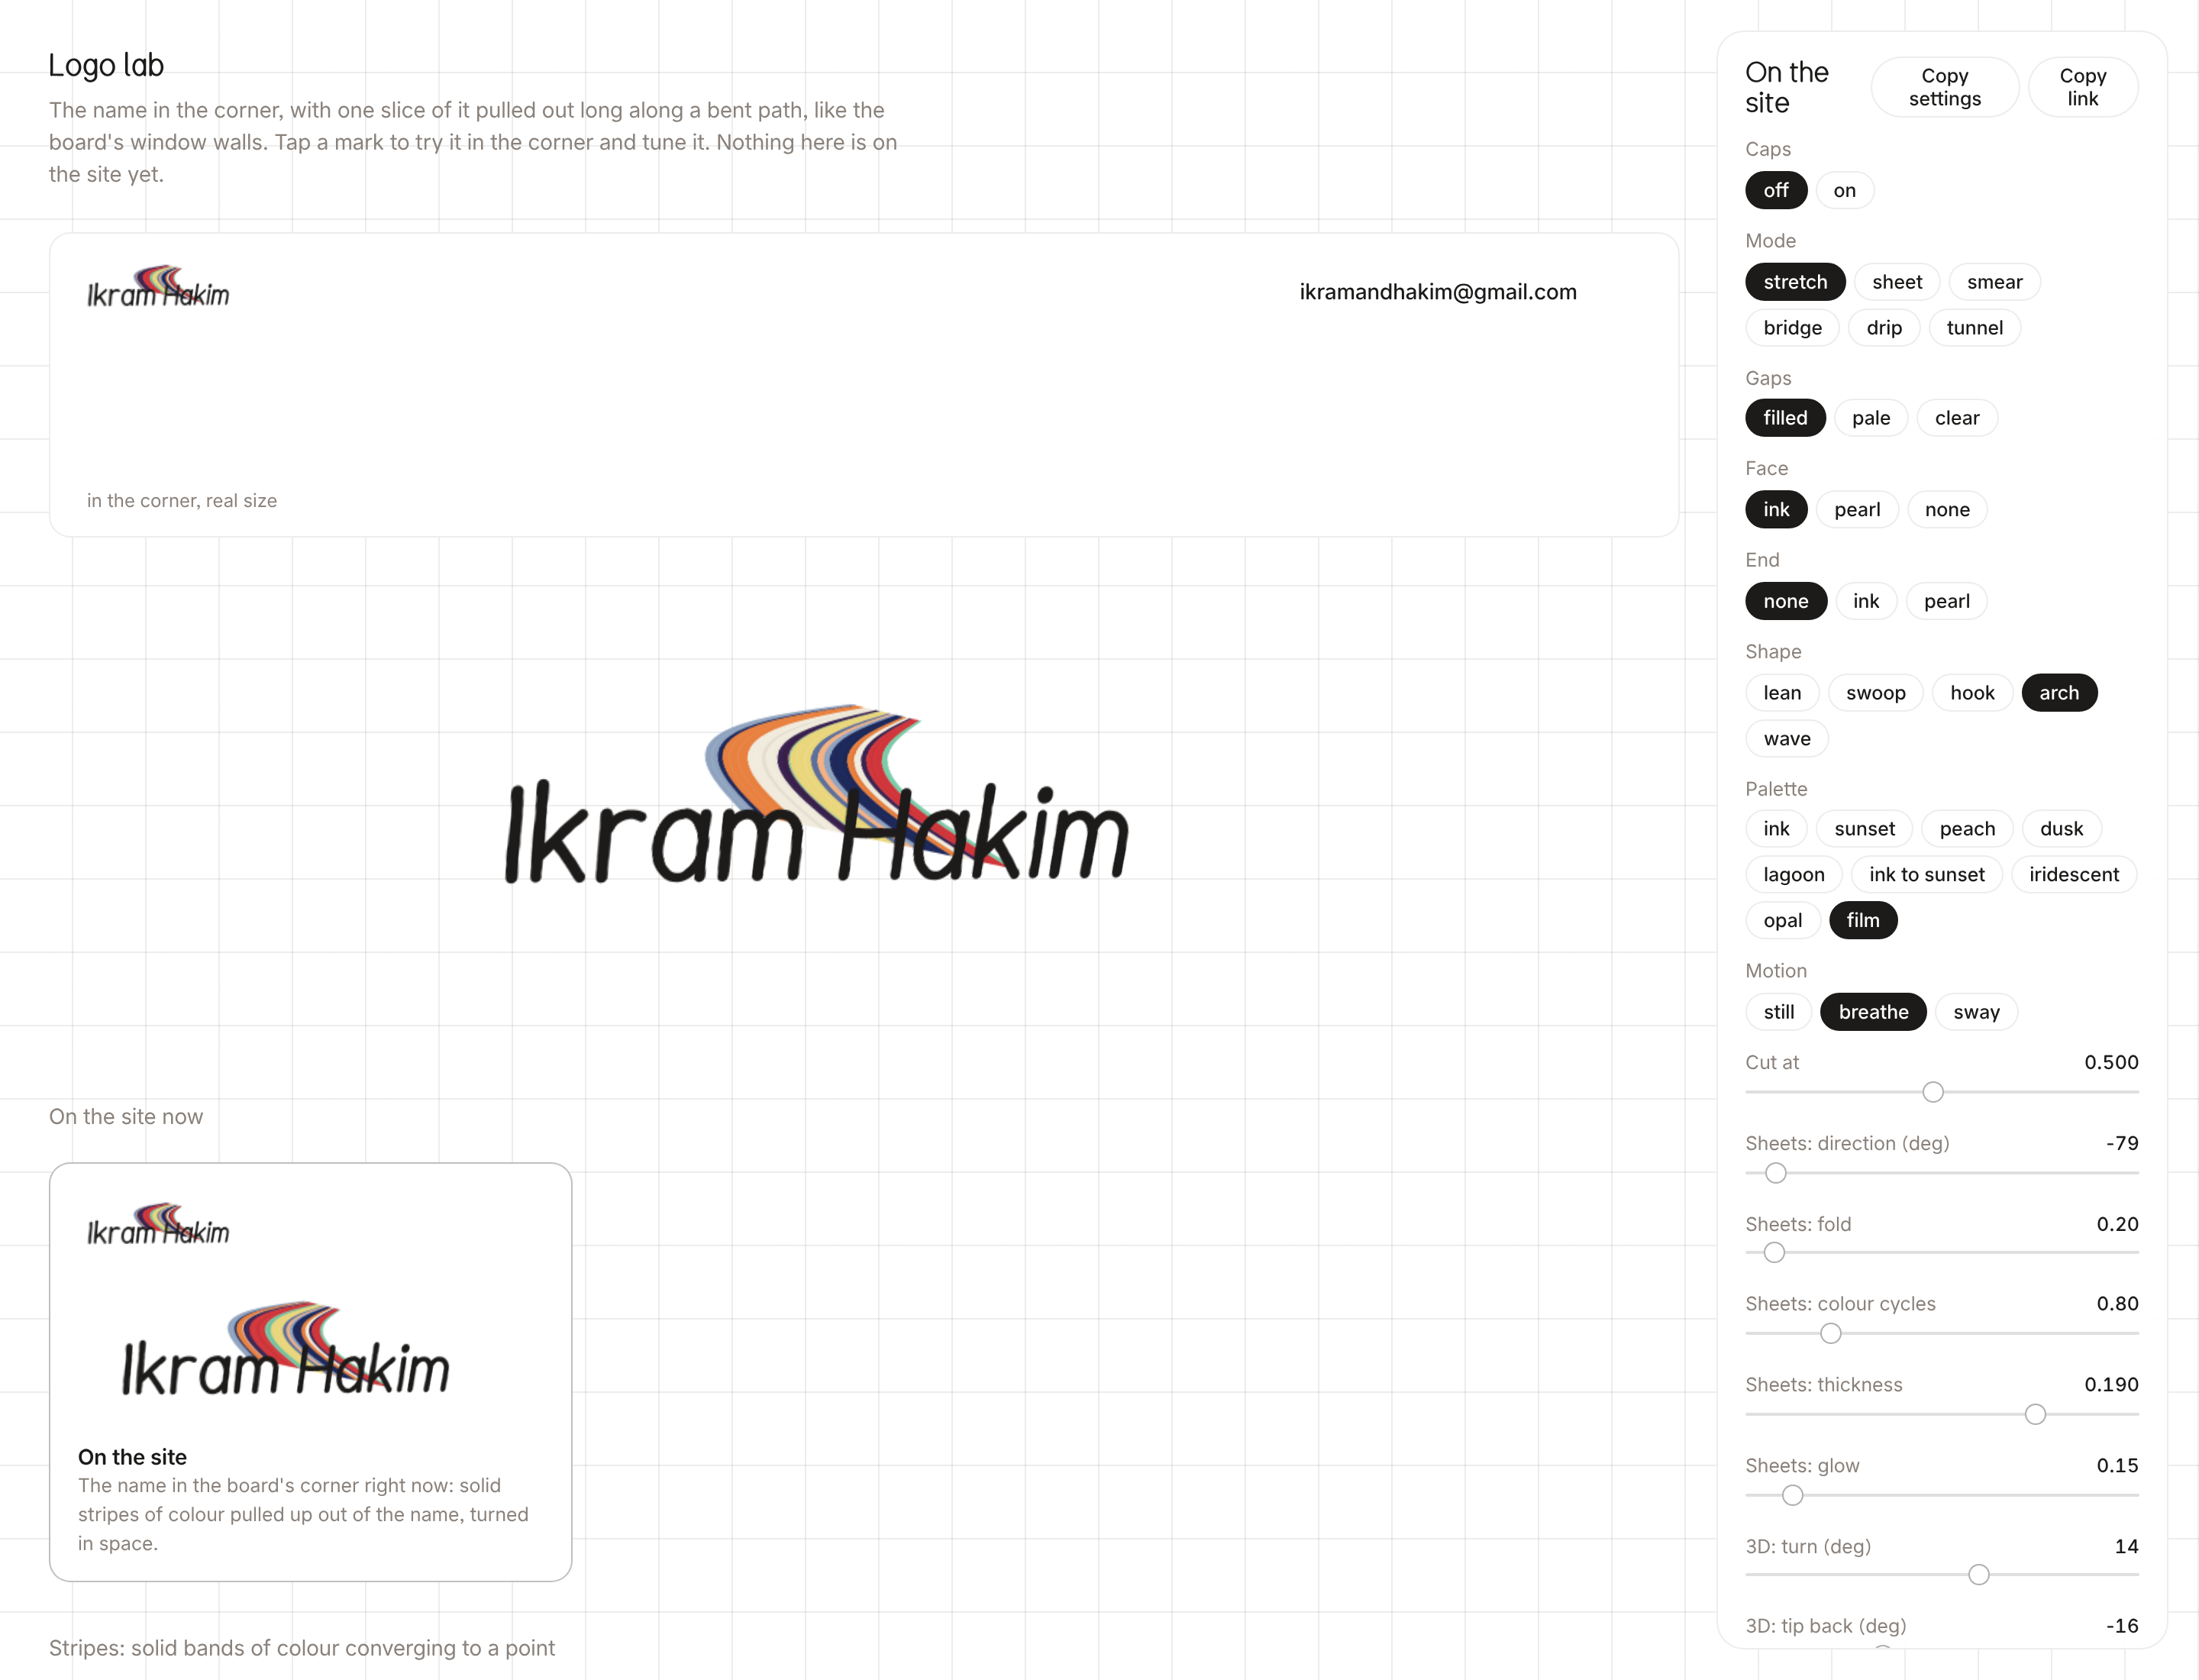 Logo lab
The name in the corner, with one slice of it pulled out long along a bent path, like the
board's window walls. Tap a mark to try it in the corner and tune it. Nothing here is on
the site yet.
Ikram Hakim
ikramandhakim@gmail.com
in the corner, real size
Ikram Hakim
On the site now
Ikram Hakim
Ikram Hakim
On the site
The name in the board's corner right now: solid
stripes of colour pulled up out of the name, turned
in space.
Stripes: solid bands of colour converging to a point
On the
site
Copy
settings
Copy
link
Caps
off on
Mode
stretch sheet smear
bridge drip tunnel
Gaps
filled pale clear
Face
ink pearl none
End
none ink pearl
Shape
lean swoop hook arch
wave
Palette
ink sunset peach dusk
lagoon ink to sunset iridescent
opal film
Motion
still breathe sway
Cut at 0.500
Sheets: direction (deg) -79
Sheets: fold 0.20
Sheets: colour cycles 0.80
Sheets: thickness 0.190
Sheets: glow 0.15
3D: turn (deg) 14
3D: tip back (deg) -16